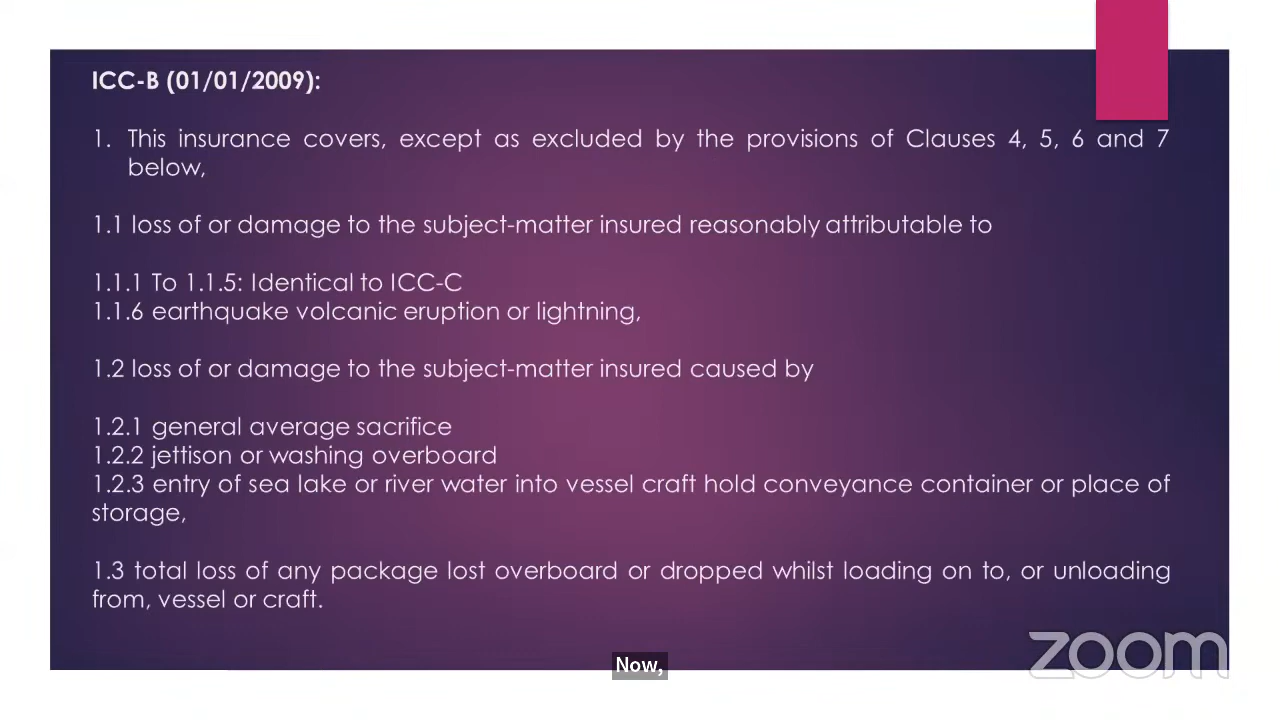 ICC-B (01/01/2009):
1. This insurance covers, except as excluded by the provisions of Clauses 4, 5, 6 and 7
below,
1.1 loss of or damage to the subject-matter insured reasonably attributable to
1.1.1 To 1.1.5: Identical to ICC-C
1.1.6 earthquake volcanic eruption or lightning,
1.2 loss of or damage to the subject-matter insured caused by
1.2.1 general average sacrifice
1.2.2 jettison or washing overboard
1.2.3 entry of sea lake or river water into vessel craft hold conveyance container or place of
storage,
1.3 total loss of any package lost overboard or dropped whilst loading on to, or unloading
from, vessel or craft.
zoom
Now,